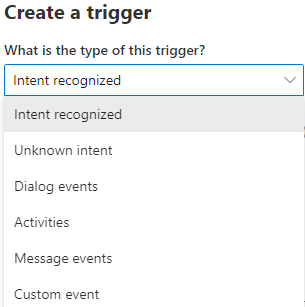 Create a trigger
What is the type of this trigger?
Intent recognized
Intent recognized
Unknown intent
Dialog events
Activities
Message events
Custom event